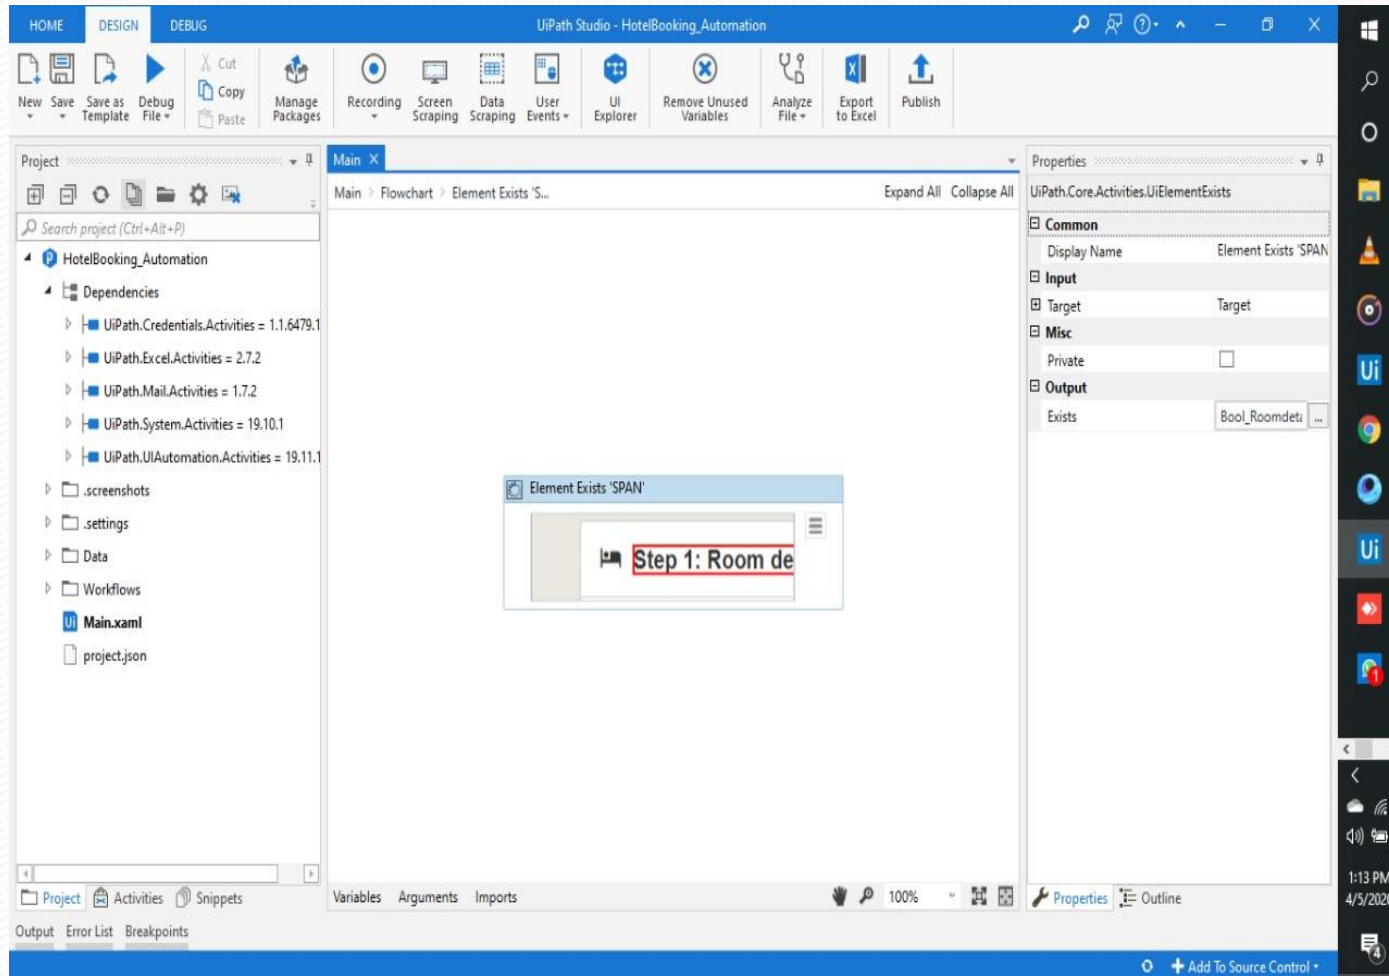 HOME DESIGN DEBUG UiPath Studio - HotelBooking_Automation
New Save Save as Template Debug File Cut Copy Paste Manage Packages Recording Screen Scraping Data Scraping User Events UI Explorer Remove Unused Variables Analyze File Export to Excel Publish
Project
Main
Properties
Main > Flowchart > Element Exists 'S...
Expand All Collapse All
UiPath.Core.Activities.UiElementExists
Search project (Ctrl+Alt+P)
HotelBooking_Automation
Dependencies
UiPath.Credentials.Activities = 1.1.6479.1
UiPath.Excel.Activities = 2.7.2
UiPath.Mail.Activities = 1.7.2
UiPath.System.Activities = 19.10.1
UiPath.UIAutomation.Activities = 19.11.1
.screenshots
.settings
Data
Workflows
Main.xaml
project.json
Element Exists 'SPAN'
Step 1: Room de
Common
Display Name Element Exists 'SPAN
Input
Target Target
Misc
Private
Output
Exists Bool_Roomdeta ...
Project Activities Snippets
Variables Arguments Imports
100%
Properties Outline
Output Error List Breakpoints
Add To Source Control
Ui
Ui
1
1:13 PM
4/5/2020
4